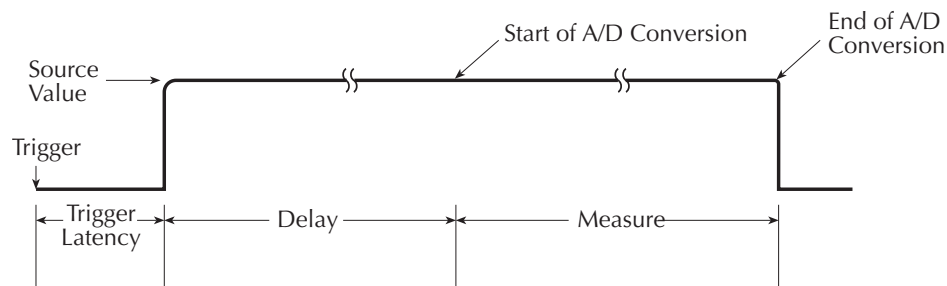 Start of A/D Conversion
End of A/D
Conversion
Source
Value
Trigger
Trigger
Latency
Delay
Measure